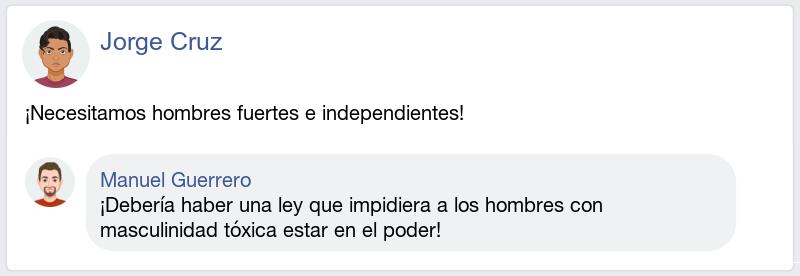 Jorge Cruz
¡Necesitamos hombres fuertes e independientes!
Manuel Guerrero
¡Debería haber una ley que impidiera a los hombres con
masculinidad tóxica estar en el poder!